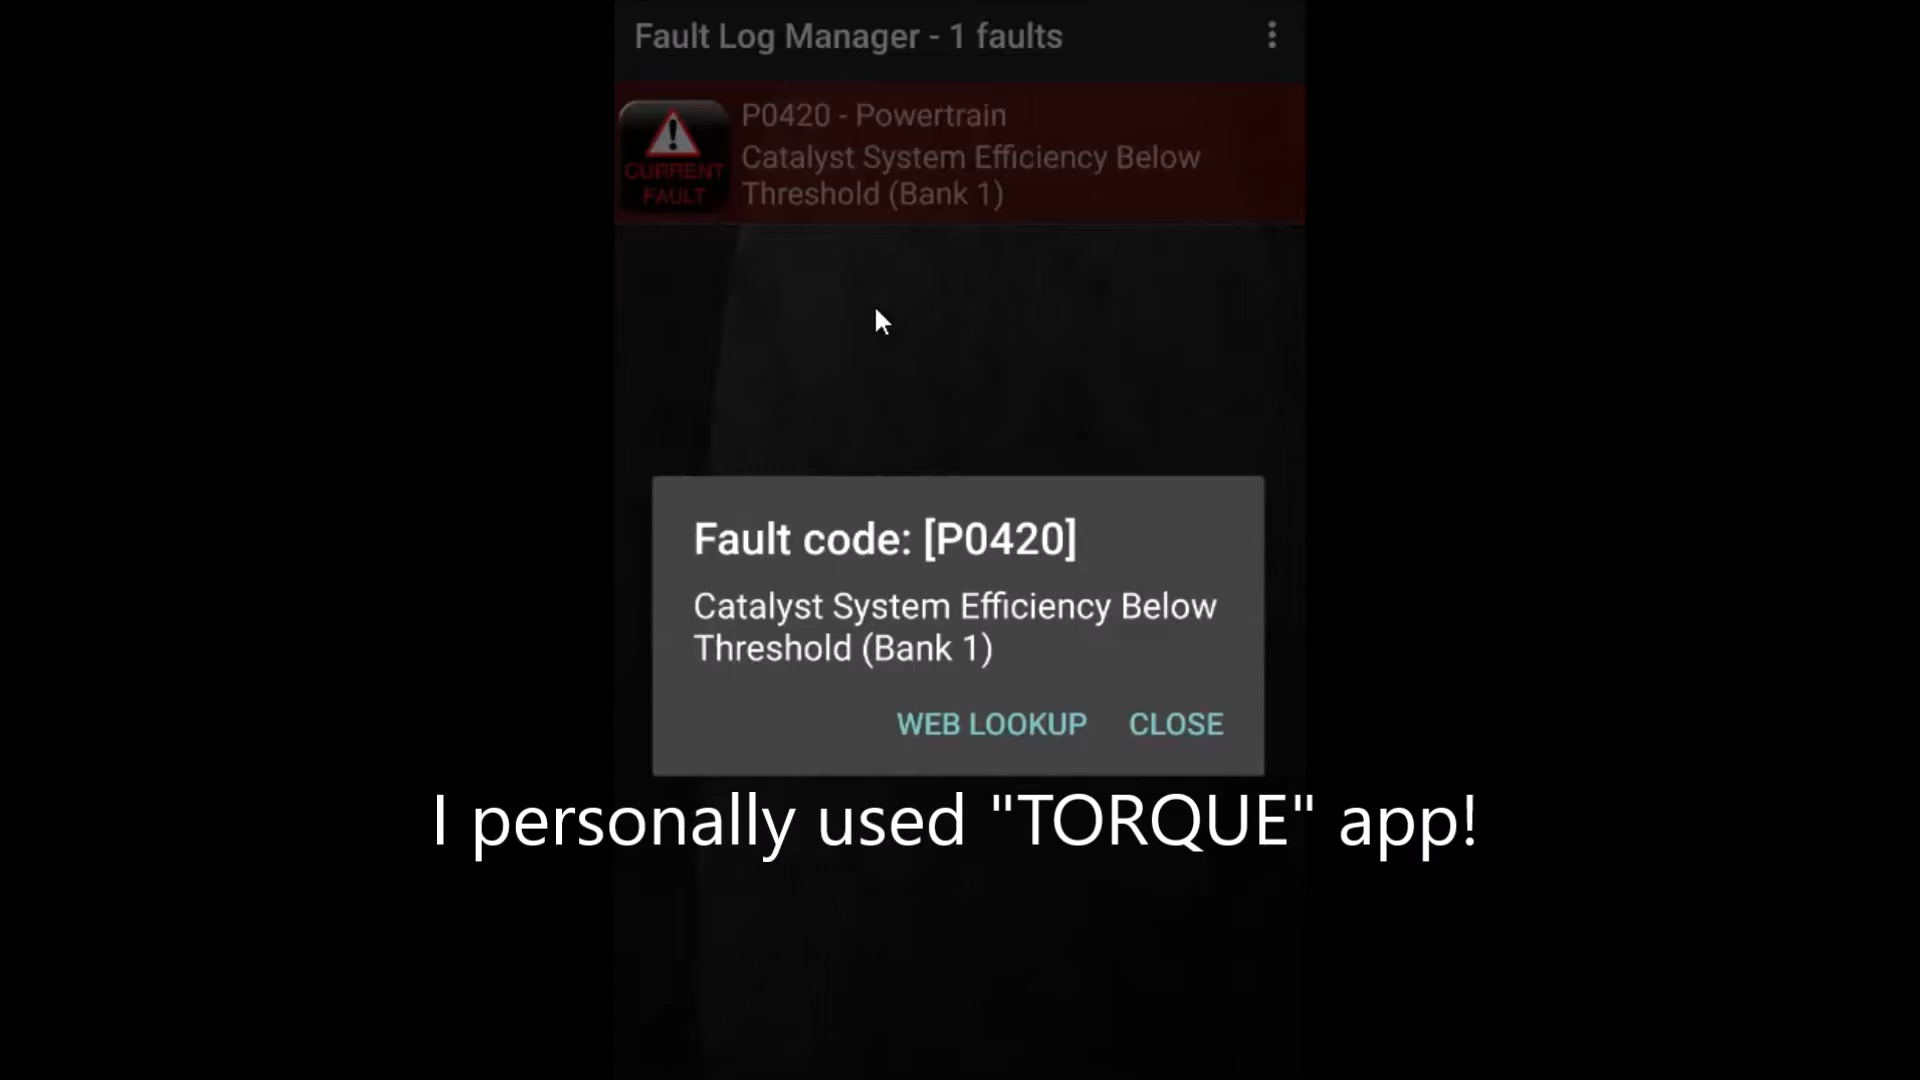 Fault Log Manager - 1 faults
P0420 - Powertrain
Catalyst System Efficiency Below
Threshold (Bank 1)
CURRENT
FAULT
Fault code: [P0420]
Catalyst System Efficiency Below
Threshold (Bank 1)
WEB LOOKUP CLOSE
I personally used "TORQUE" app!